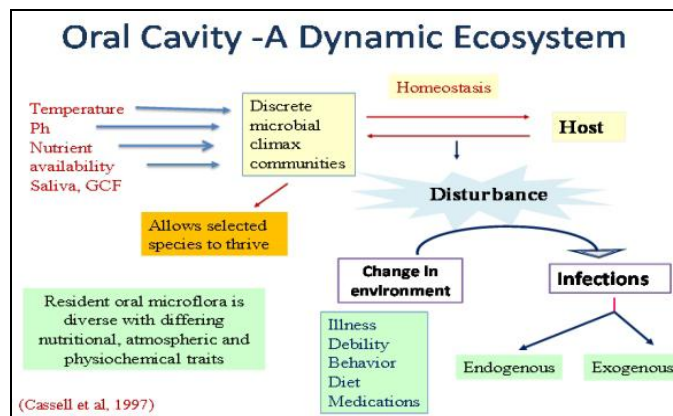 Oral Cavity -A Dynamic Ecosystem
Temperature
Ph
Nutrient
availability
Saliva, GCF
Discrete
microbial
climax
communities
Homeostasis
Host
Disturbance
Allows selected
species to thrive
Change in
environment
Infections
Resident oral microflora is
diverse with differing
nutritional, atmospheric and
physiochemical traits
Illness
Debility
Behavior
Diet
Medications
Endogenous
Exogenous
(Cassell et al, 1997)